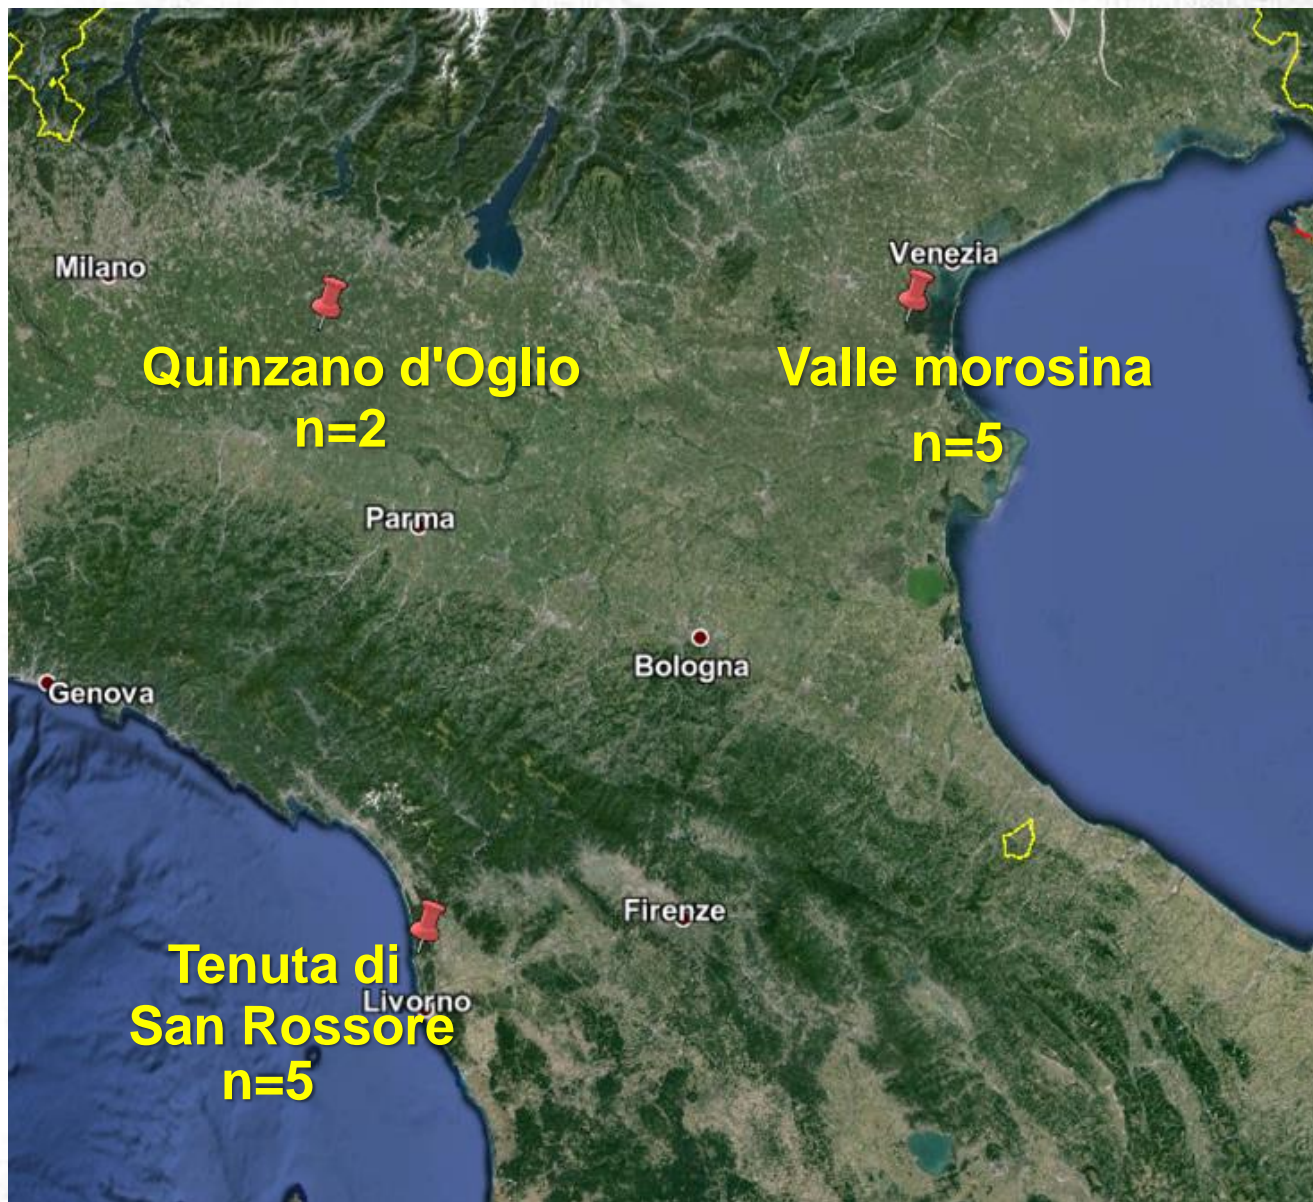 Milano
Venezia
Quinzano d'Oglio
n=2
Valle morosina
n=5
Parma
Bologna
Genova
Firenze
Tenuta di
Livorno
San Rossore
n=5